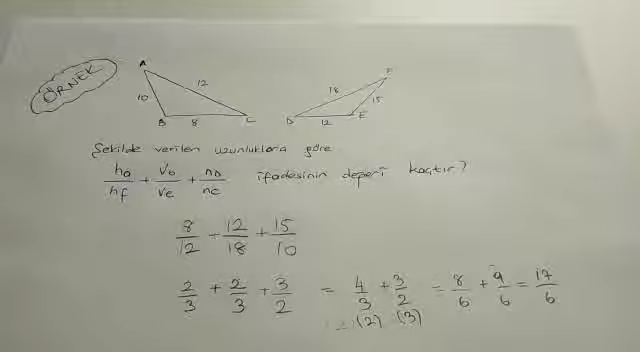 ÖRNEK
A F
12 18
10 15
B 8 C D 12 E
Şekilde verilen uzunluklara göre
ha/hf + Vb/Ve + nD/nC ifadesinin değeri kaçtır?
8/12 + 12/18 + 15/10
2/3 + 2/3 + 3/2 = 4/3 + 3/2 = 8/6 + 9/6 = 17/6
(2) (3)